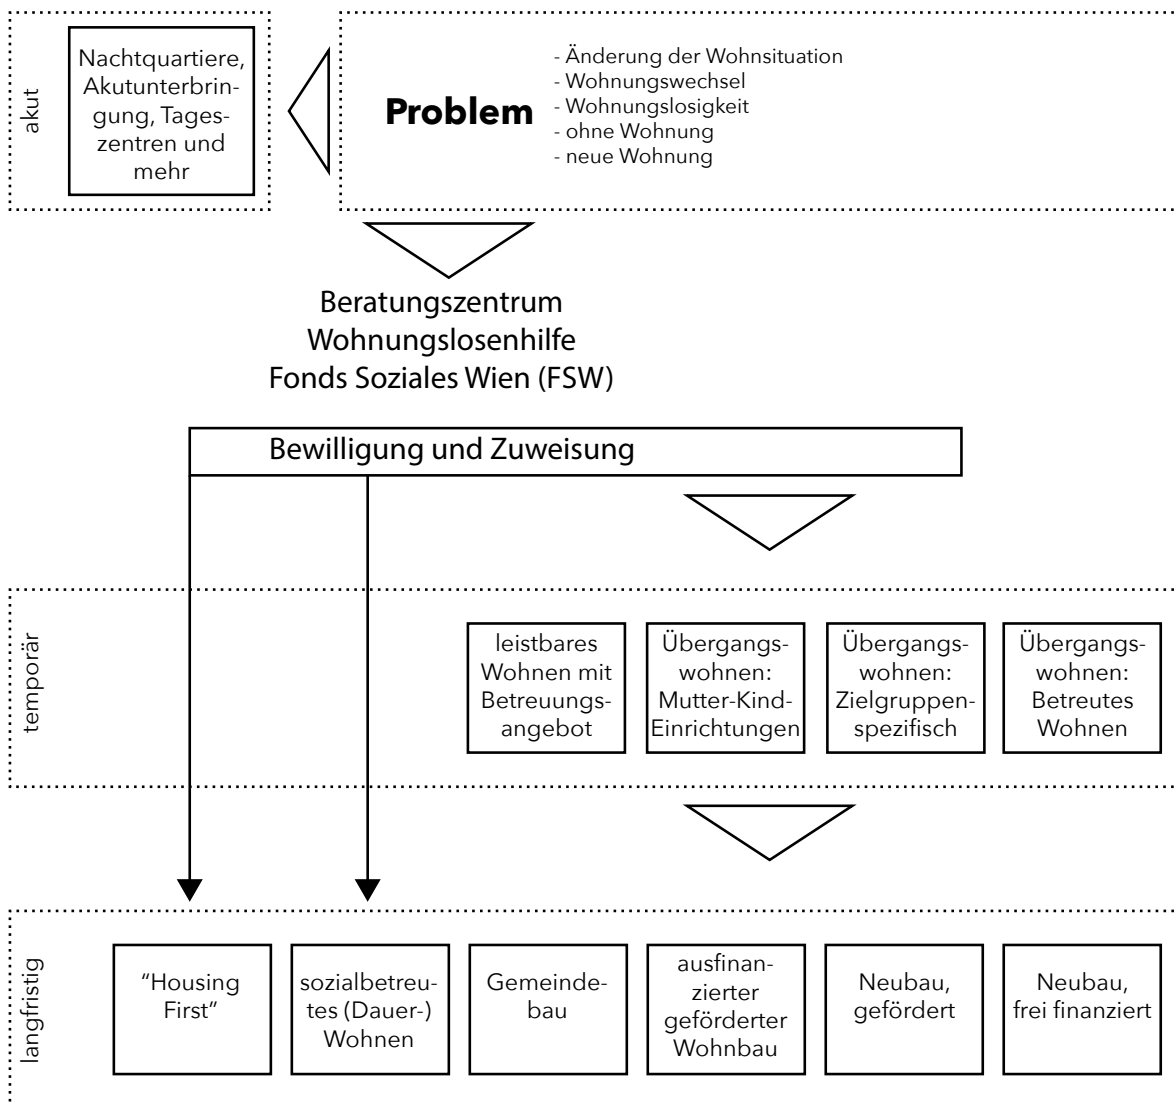 akut
Nachtquartiere,
Akutunterbrin-
gung, Tages-
zentren und
mehr
Problem
- Änderung der Wohnsituation
- Wohnungswechsel
- Wohnungslosigkeit
- ohne Wohnung
- neue Wohnung
Beratungszentrum
Wohnungslosenhilfe
Fonds Soziales Wien (FSW)
Bewilligung und Zuweisung
temporär
leistbares
Wohnen mit
Betreuungs-
angebot
Übergangs-
wohnen:
Mutter-Kind-
Einrichtungen
Übergangs-
wohnen:
Zielgruppen-
spezifisch
Übergangs-
wohnen:
Betreutes
Wohnen
langfristig
“Housing
First”
sozialbetreu-
tes (Dauer-)
Wohnen
Gemeinde-
bau
ausfinan-
zierter
geförderter
Wohnbau
Neubau,
gefördert
Neubau,
frei finanziert